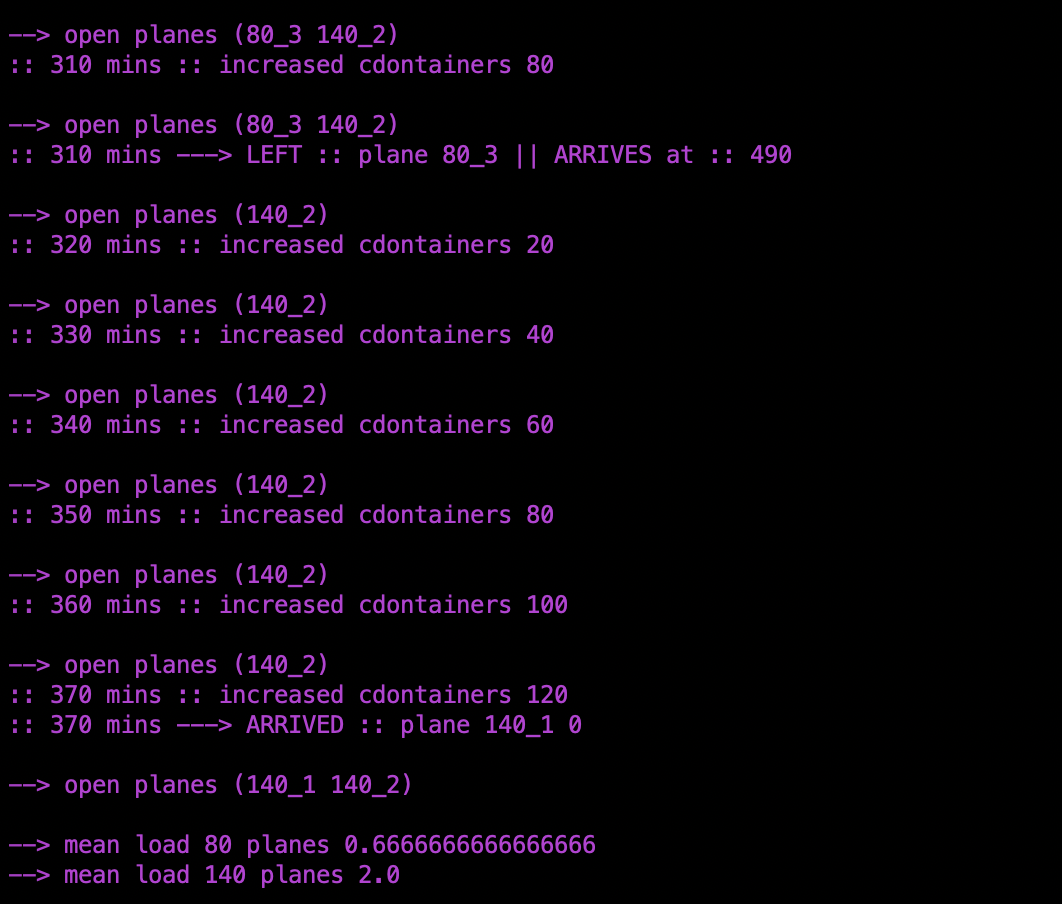 ——> open planes (80_3 140_2)
:: 310 mins :: increased cdontainers 80
——> open planes (80_3 140_2)
:: 310 mins ———> LEFT :: plane 80_3 || ARRIVES at :: 490
——> open planes (140_2)
:: 320 mins :: increased cdontainers 20
——> open planes (140_2)
:: 330 mins :: increased cdontainers 40
——> open planes (140_2)
:: 340 mins :: increased cdontainers 60
——> open planes (140_2)
:: 350 mins :: increased cdontainers 80
——> open planes (140_2)
:: 360 mins :: increased cdontainers 100
——> open planes (140_2)
:: 370 mins :: increased cdontainers 120
:: 370 mins ———> ARRIVED :: plane 140_1 0
——> open planes (140_1 140_2)
——> mean load 80 planes 0.6666666666666666
——> mean load 140 planes 2.0